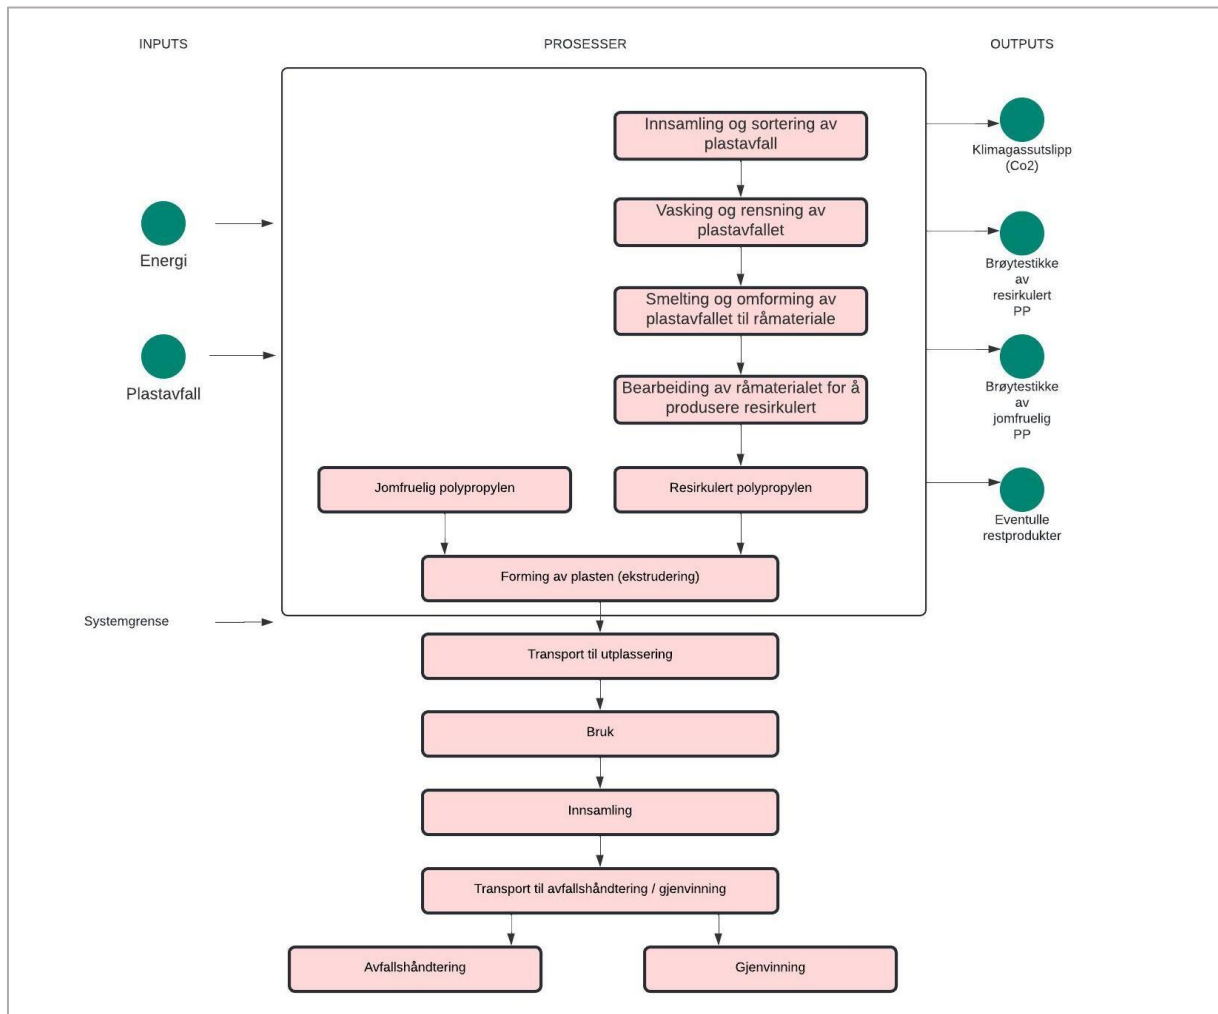 INPUTS
PROSESSER
OUTPUTS
Innsamling og sortering av
plastavfall
Klimagassutslipp
(Co2)
Vasking og rensning av
plastavfallet
Energi
Brøytestikke
av
resirkulert
PP
Smelting og omforming av
plastavfallet til råmateriale
Plastavfall
Bearbeiding av råmaterialet for å
produsere resirkulert
Brøytestikke
av
jomfruelig
PP
Jomfruelig polypropylen
Resirkulert polypropylen
Eventulle
restprodukter
Forming av plasten (ekstrudering)
Systemgrense
Transport til utplassering
Bruk
Innsamling
Transport til avfallshåndtering / gjenvinning
Avfallshåndtering
Gjenvinning